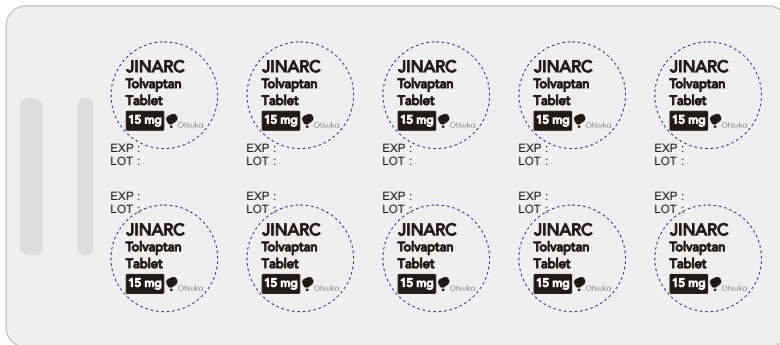 JINARC JINARC JINARC JINARC JINARC
Tolvaptan Tolvaptan Tolvaptan Tolvaptan Tolvaptan
Tablet Tablet Tablet Tablet Tablet
15 mg Otsuka 15 mg Otsuka 15 mg Otsuka 15 mg Otsuka 15 mg Otsuka
EXP : EXP : EXP : EXP : EXP :
LOT : LOT : LOT : LOT : LOT :
EXP : EXP : EXP : EXP : EXP :
LOT : LOT : LOT : LOT : LOT :
JINARC JINARC JINARC JINARC JINARC
Tolvaptan Tolvaptan Tolvaptan Tolvaptan Tolvaptan
Tablet Tablet Tablet Tablet Tablet
15 mg Otsuka 15 mg Otsuka 15 mg Otsuka 15 mg Otsuka 15 mg Otsuka